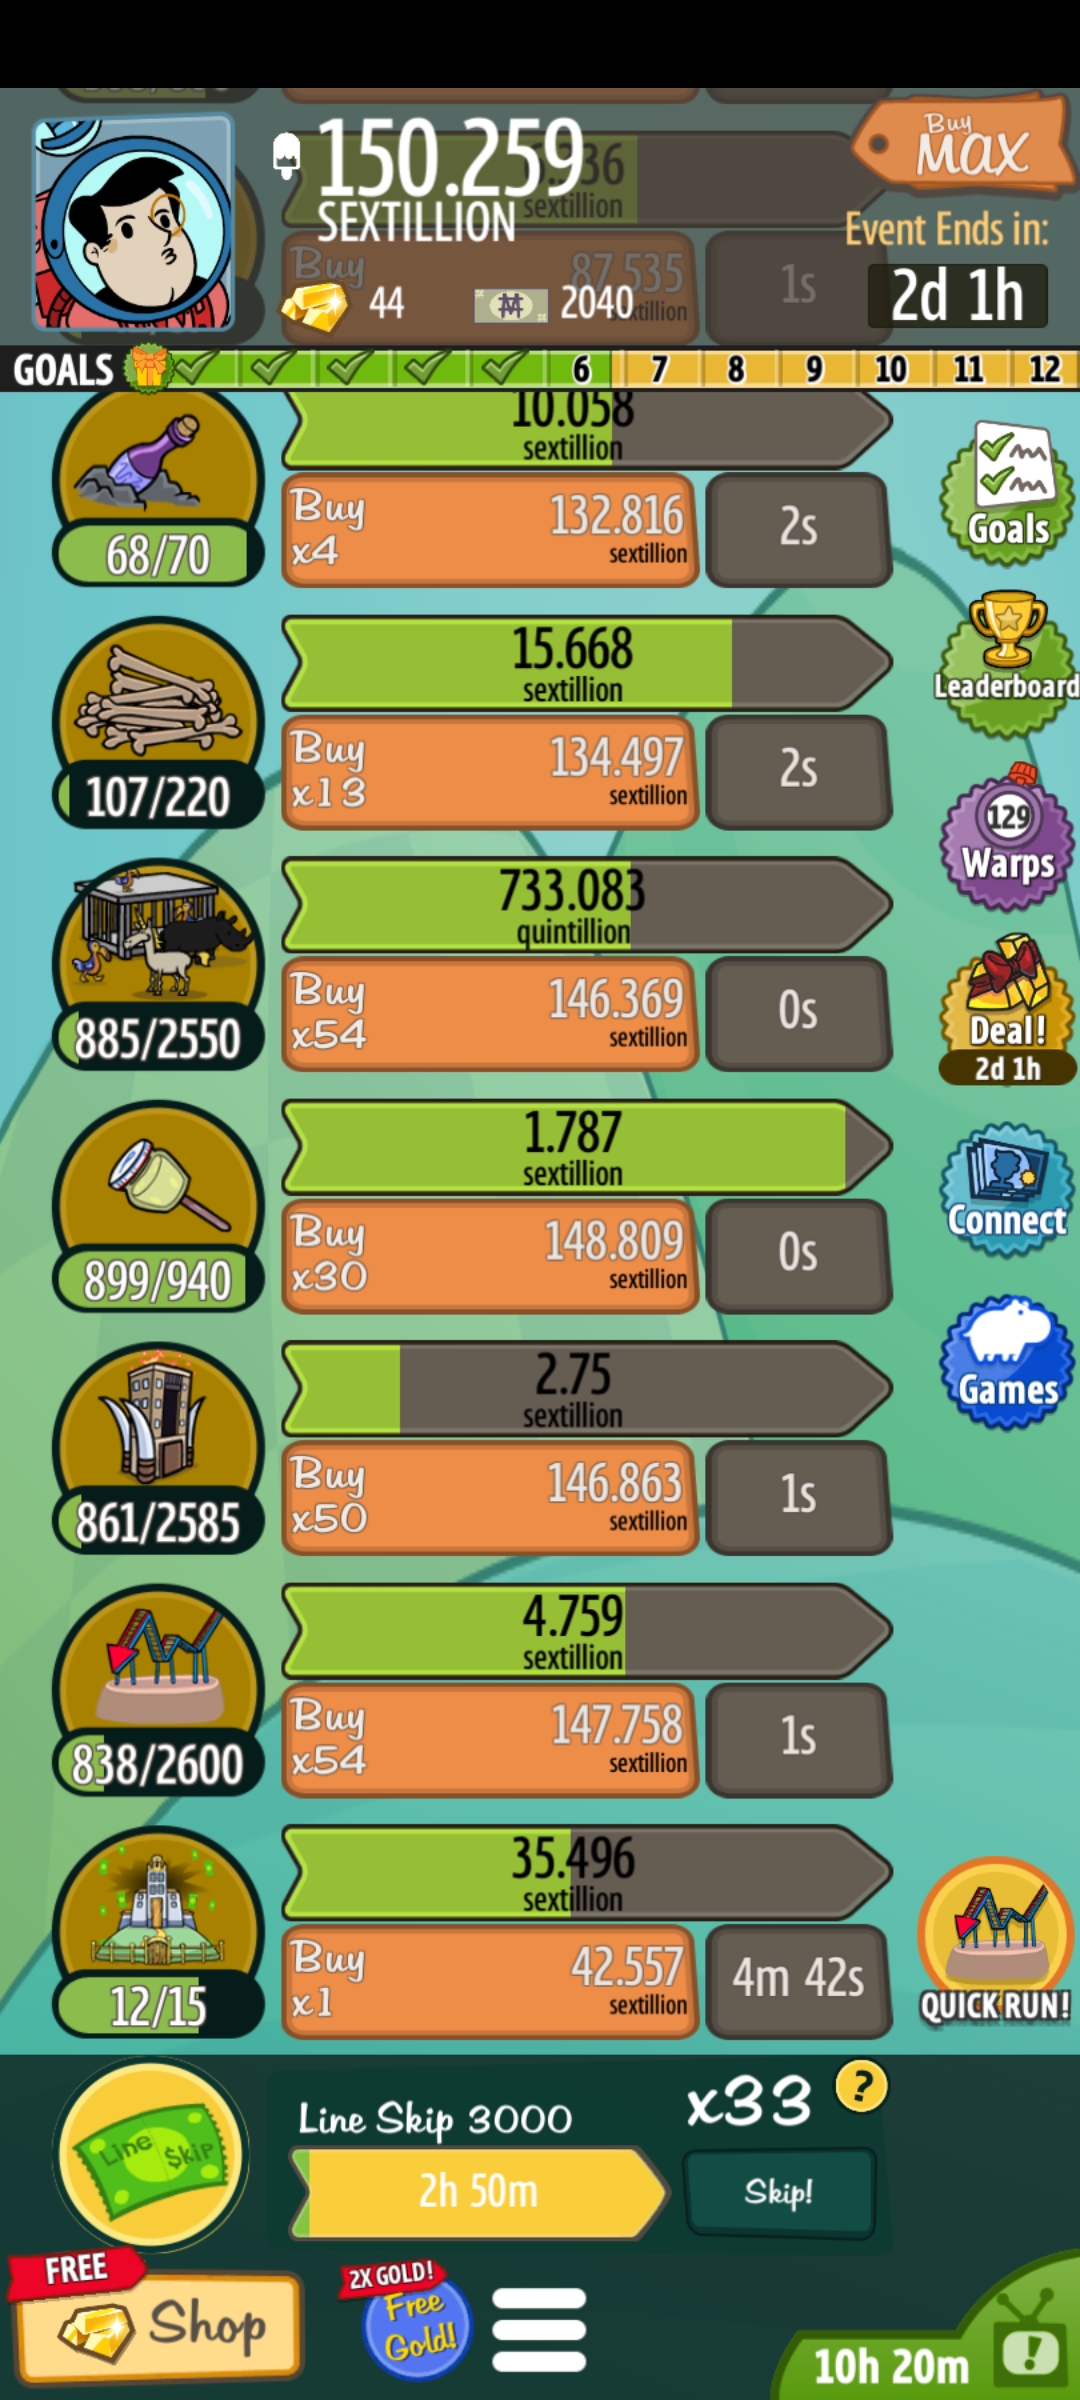 150.259
SEXTILLION
Buy
MAX
Event Ends in:
2d 1h
44
2040
sextillion
Buy
87.535
1s
GOALS
6
7
8
9
10
11
12
10.058
sextillion
Buy
x4
132.816
sextillion
2s
68/70
Goals
15.668
sextillion
Leaderboard
Buy
x13
134.497
sextillion
2s
107/220
129
Warps
733.083
quintillion
Buy
x54
146.369
sextillion
0s
885/2550
Deal!
2d 1h
1.787
sextillion
Connect
Buy
x30
148.809
sextillion
0s
899/940
2.75
sextillion
Games
Buy
x50
146.863
sextillion
1s
861/2585
4.759
sextillion
Buy
x54
147.758
sextillion
1s
838/2600
35.496
sextillion
Buy
x1
42.557
sextillion
4m 42s
12/15
QUICK RUN!
Line $kip
Line Skip 3000
x33
?
2h 50m
Skip!
FREE
Shop
2X GOLD!
Free
Gold!
10h 20m
!